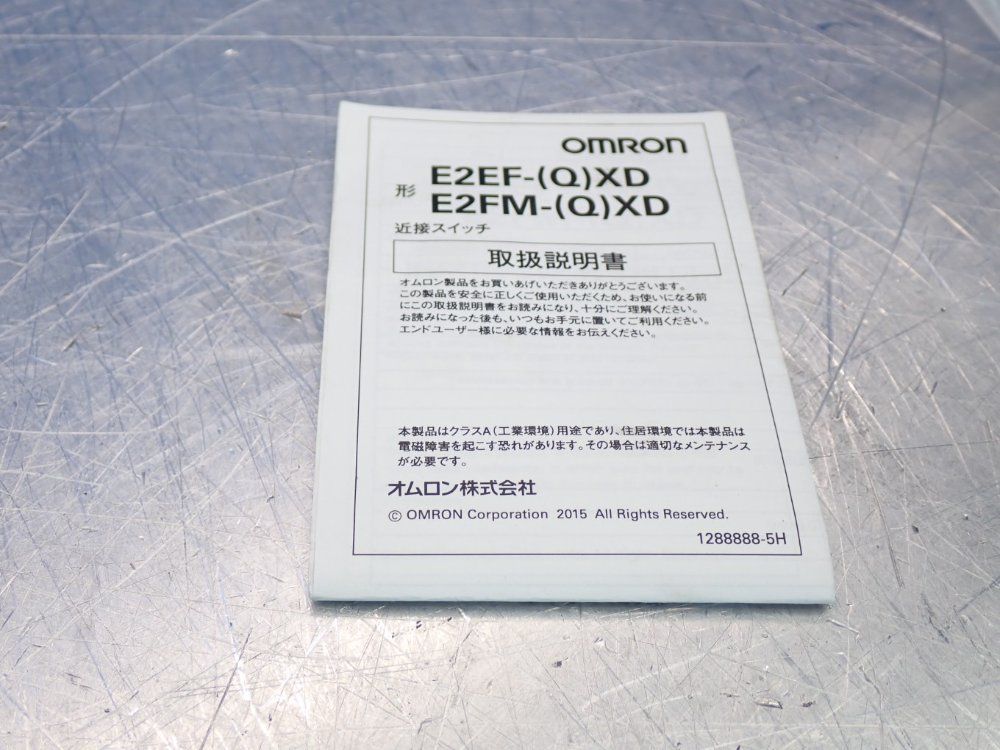 OMRON
形 E2EF-(Q)XD
E2FM-(Q)XD
近接スイッチ
取扱説明書
オムロン製品をお買いあげいただきありがとうございます。
この製品を安全に正しくご使用いただくため、お使いになる前
にこの取扱説明書をお読みになり、十分にご理解ください。
お読みになった後も、いつもお手元に置いてご利用ください。
エンドユーザー様に必要な情報をお伝えください。
本製品はクラスA(工業環境)用途であり、住居環境では本製品は
電磁障害を起こす恐れがあります。その場合は適切なメンテナンス
が必要です。
オムロン株式会社
© OMRON Corporation 2015 All Rights Reserved.
1288888-5H